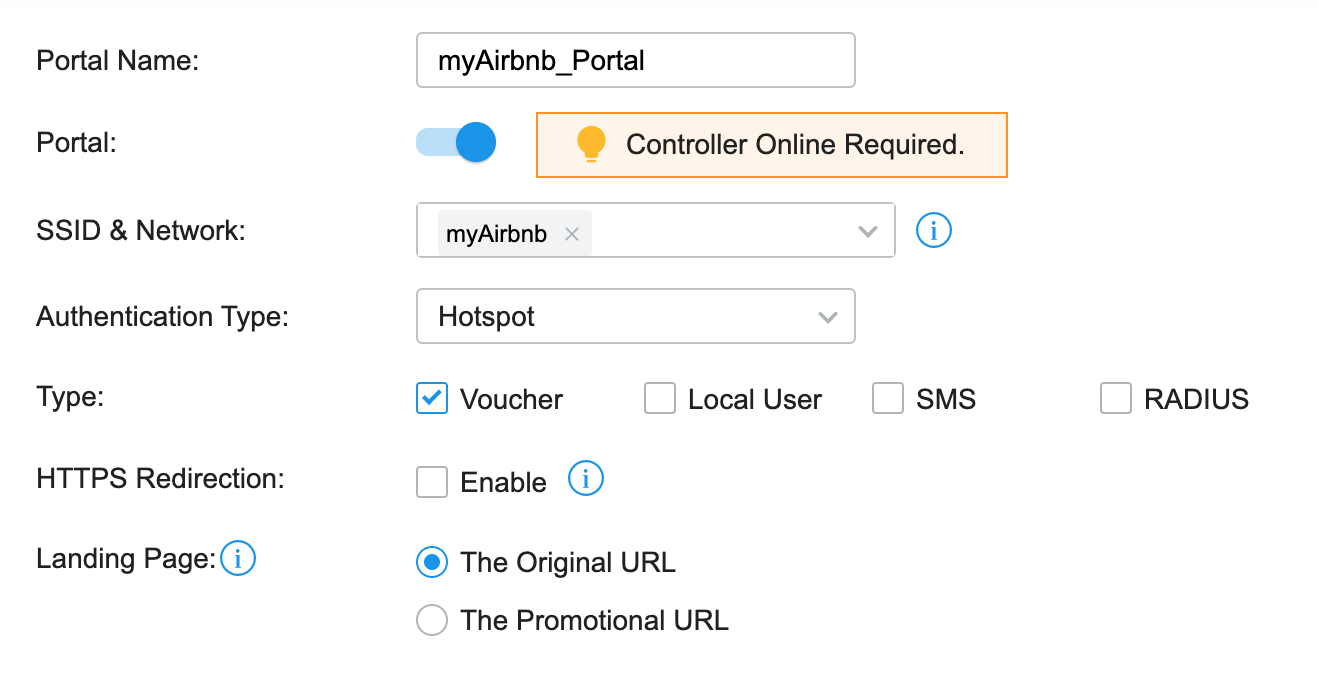 Portal Name:
myAirbnb_Portal
Portal:
Controller Online Required.
SSID & Network:
myAirbnb
Authentication Type:
Hotspot
Type:
Voucher
Local User
SMS
RADIUS
HTTPS Redirection:
Enable
Landing Page:
The Original URL
The Promotional URL